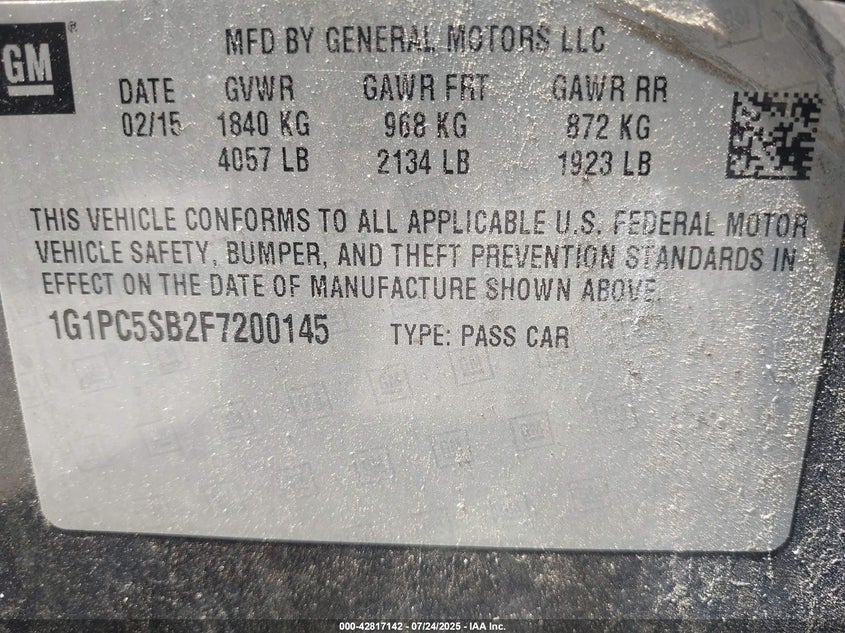 GM ®
MFD BY GENERAL MOTORS LLC
DATE GVWR GAWR FRT GAWR RR
02/15 1840 KG 968 KG 872 KG
4057 LB 2134 LB 1923 LB
THIS VEHICLE CONFORMS TO ALL APPLICABLE U.S. FEDERAL MOTOR
VEHICLE SAFETY, BUMPER, AND THEFT PREVENTION STANDARDS IN
EFFECT ON THE DATE OF MANUFACTURE SHOWN ABOVE.
1G1PC5SB2F7200145 TYPE: PASS CAR
000-42817142 - 07/24/2025 - IAA Inc.